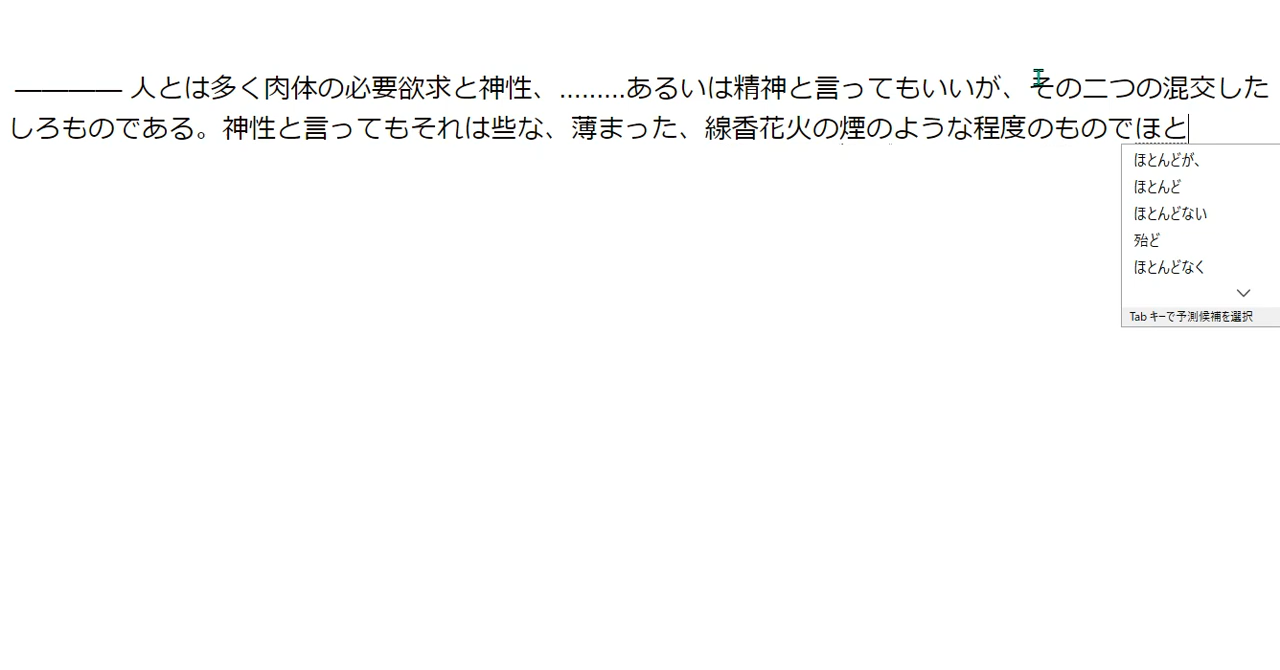 ―――― 人とは多く肉体の必要欲求と神性、………あるいは精神と言ってもいいが、その二つの混交した
しろものである。神性と言ってもそれは些な、薄まった、線香花火の煙のような程度のものでほと
ほとんどが、
ほとんど
ほとんどない
殆ど
ほとんどなく
Tab キーで予測候補を選択